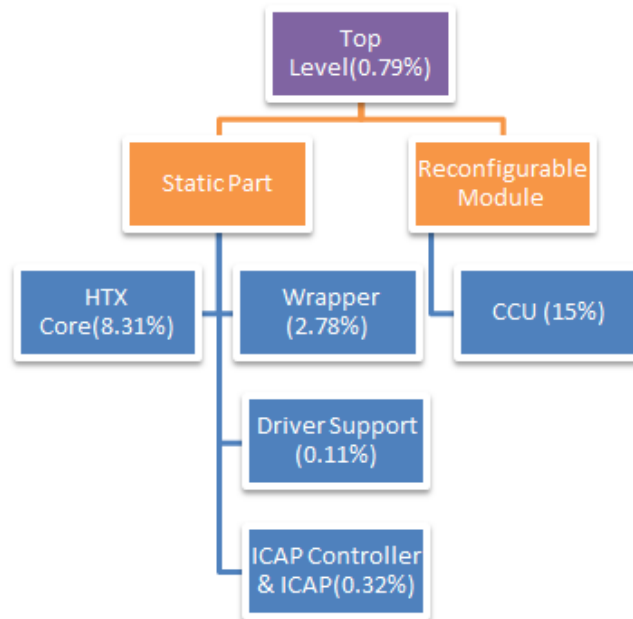 Top
Level(0.79%)
Static Part
Reconfigurable
Module
HTX
Core(8.31%)
Wrapper
(2.78%)
CCU (15%)
Driver Support
(0.11%)
ICAP Controller
& ICAP(0.32%)